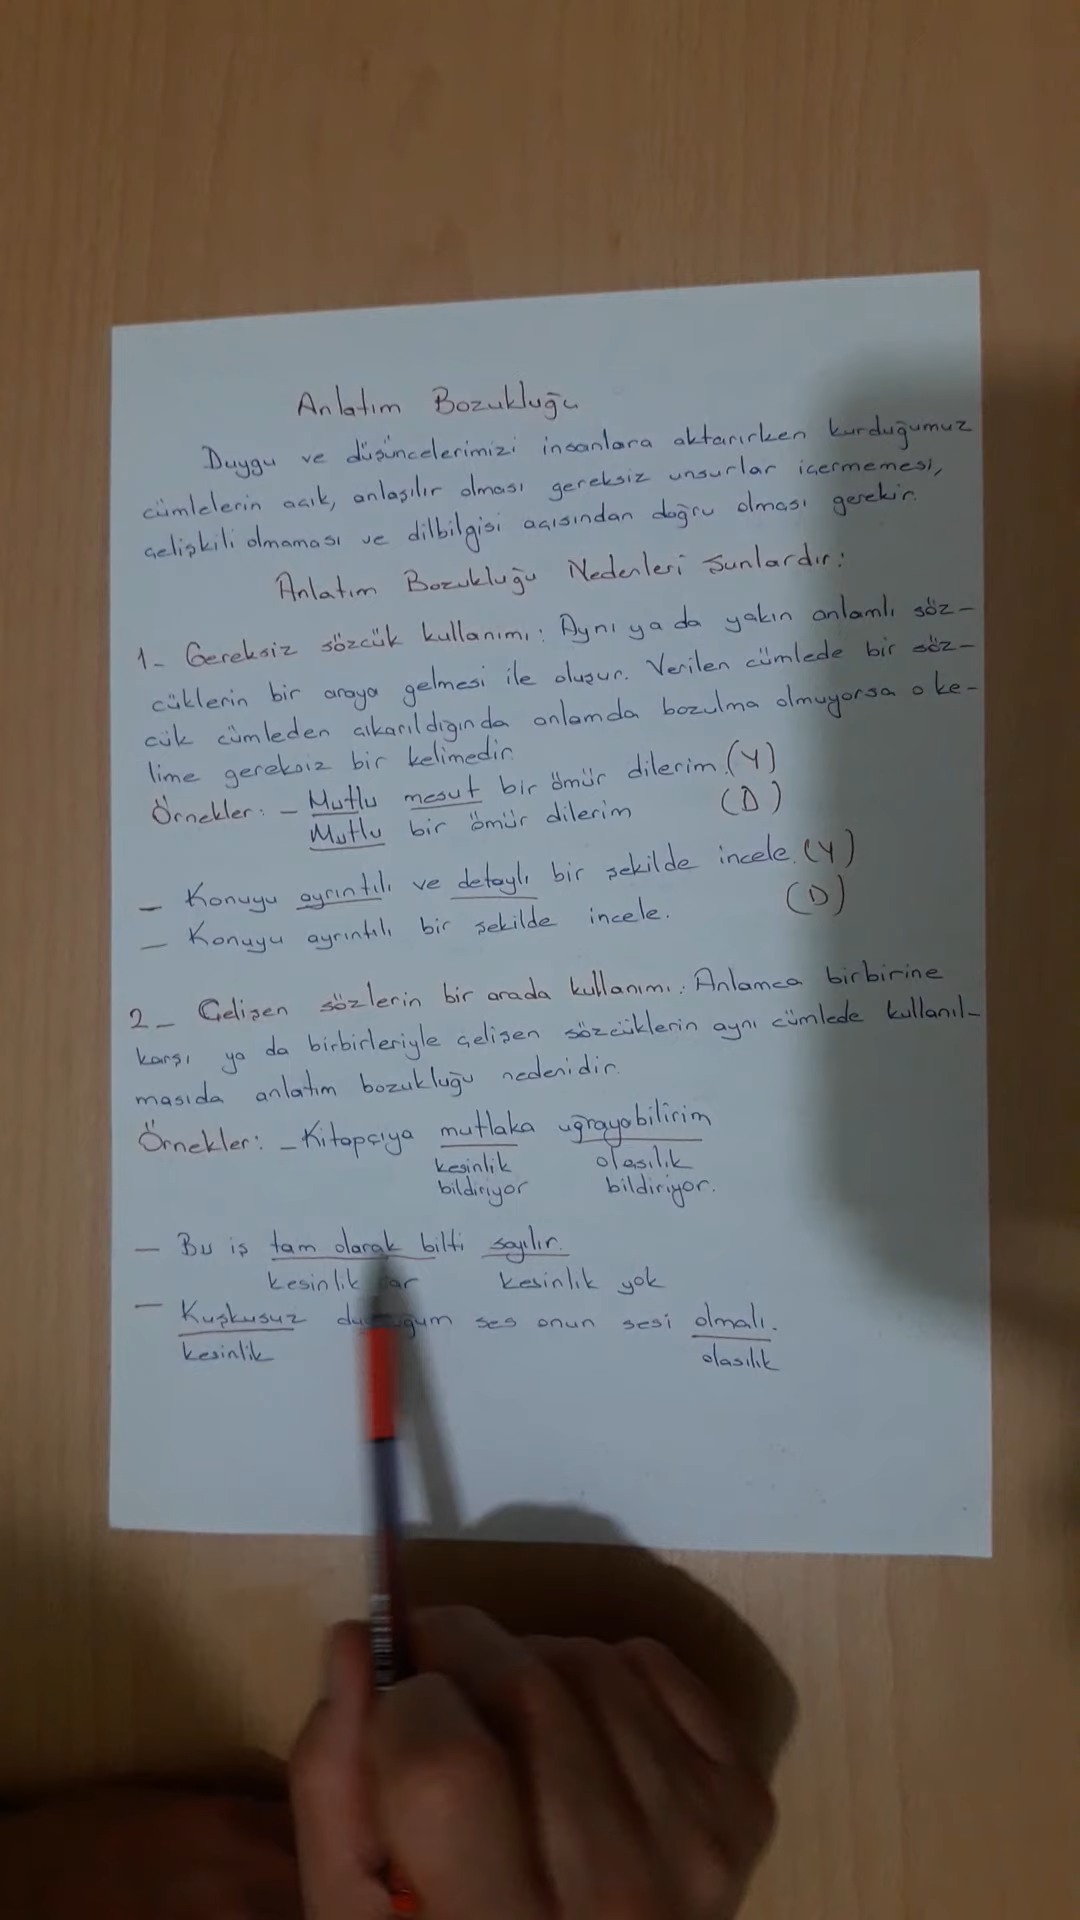 Anlatım Bozukluğu
Duygu ve düşüncelerimizi insanlara aktarırken kurduğumuz
cümlelerin açık, anlaşılır olması gereksiz unsurlar içermemesi,
çelişkili olmaması ve dilbilgisi açısından doğru olması gerekir.
Anlatım Bozukluğu Nedenleri Şunlardır:
1- Gereksiz sözcük kullanımı: Aynı ya da yakın anlamlı söz-
cüklerin bir araya gelmesi ile oluşur. Verilen cümlede bir söz-
cük cümleden çıkarıldığında anlamda bozulma olmuyorsa o ke-
lime gereksiz bir kelimedir.
Örnekler: - Mutlu mesut bir ömür dilerim. (Y)
Mutlu bir ömür dilerim (D)
- Konuyu ayrıntılı ve detaylı bir şekilde incele. (Y)
- Konuyu ayrıntılı bir şekilde incele. (D)
2- Çelişen sözlerin bir arada kullanımı: Anlamca birbirine
karşı ya da birbirleriyle çelişen sözcüklerin aynı cümlede kullanıl-
masıda anlatım bozukluğu nedenidir.
Örnekler: - Kitapçıya mutlaka uğrayabilirim
kesinlik olasılık
bildiriyor bildiriyor.
- Bu iş tam olarak bitti sayılır.
kesinlik var kesinlik yok
- Kuşkusuz duyduğum ses onun sesi olmalı.
kesinlik olasılık